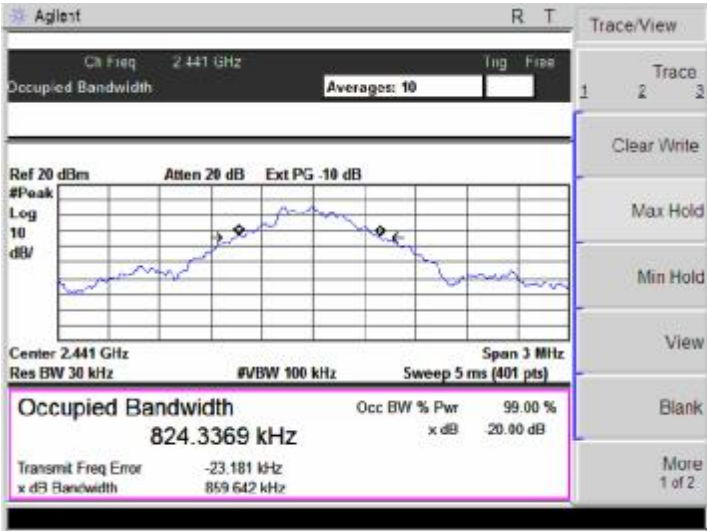 Agilent R T
Trace/View
Ch Freq 2.441 GHz Trig Free
Occupied Bandwidth Averages: 10
Trace
1 2 3
Clear Write
Ref 20 dBm Atten 20 dB Ext PG -10 dB
#Peak
Log
10
dB/
Max Hold
Min Hold
View
Center 2.441 GHz Span 3 MHz
Res BW 30 kHz #VBW 100 kHz Sweep 5 ms (401 pts)
Occupied Bandwidth Occ BW % Pwr 99.00 %
824.3369 kHz x dB -20.00 dB
Blank
Transmit Freq Error -23.181 kHz
x dB Bandwidth 859.642 kHz
More
1 of 2